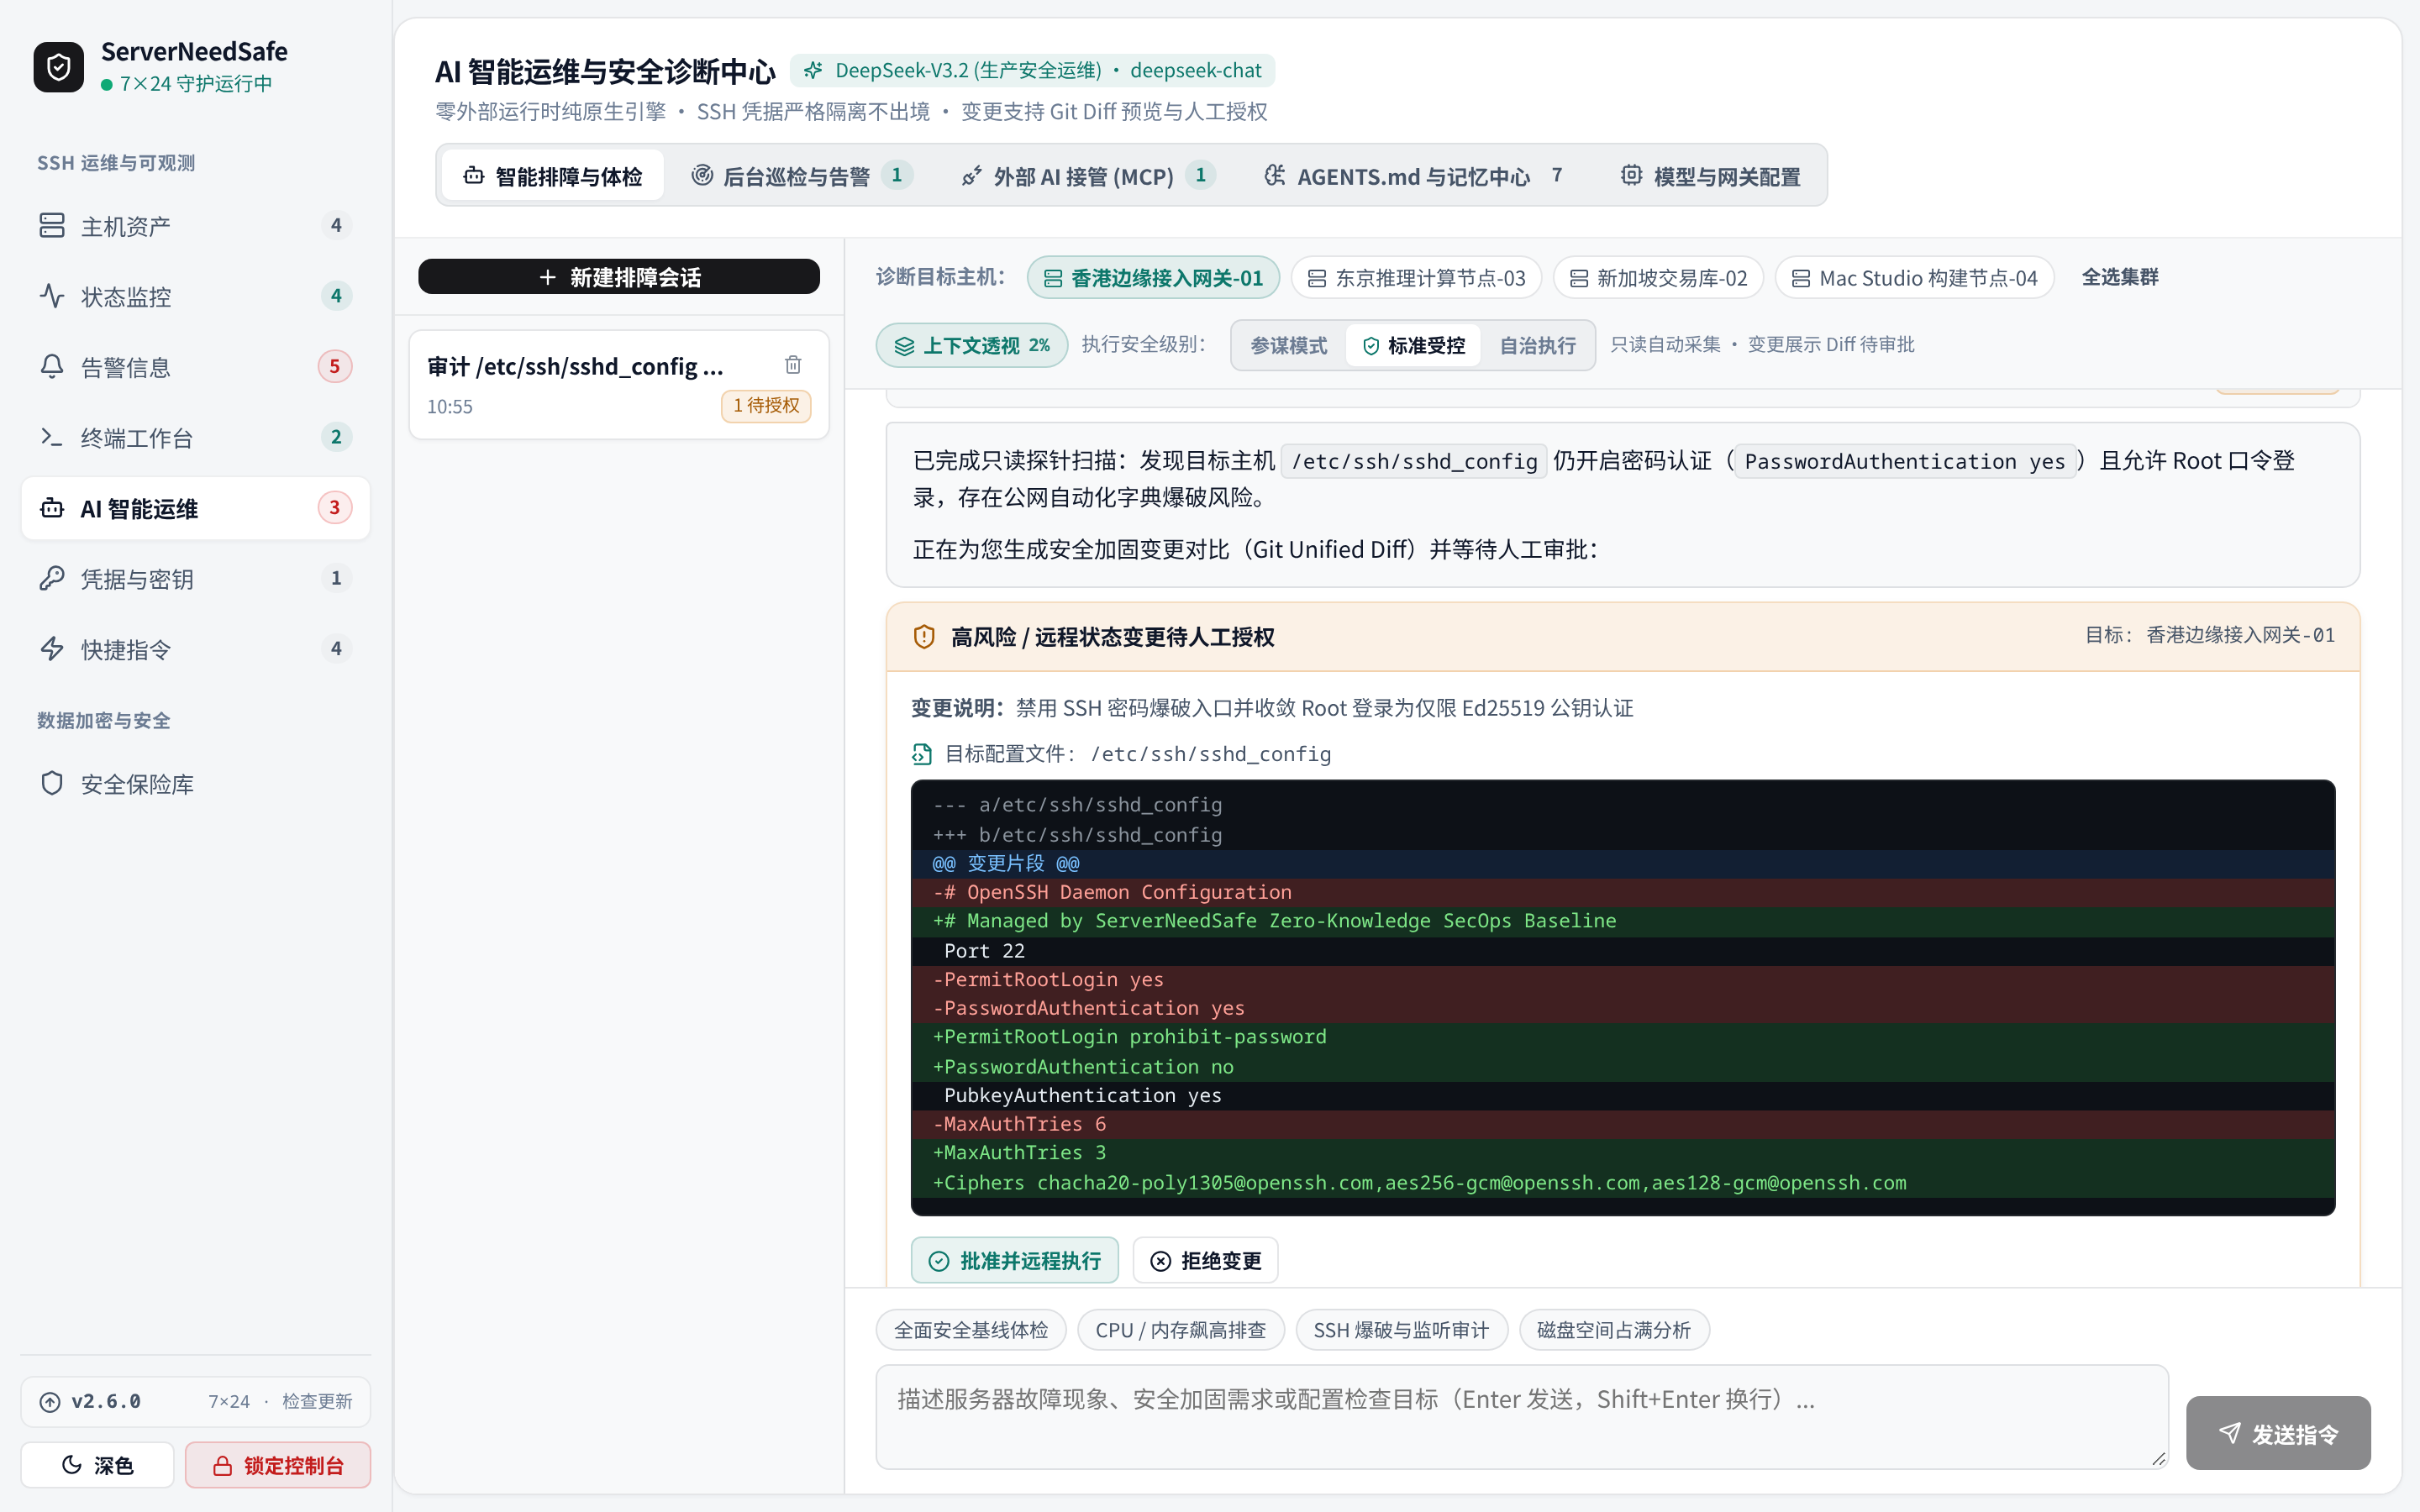 ServerNeedSafe
7×24 守护运行中
SSH 运维与可观测
主机资产 4
状态监控 4
告警信息 5
终端工作台 2
AI 智能运维 3
凭据与密钥 1
快捷指令 4
数据加密与安全
安全保险库
v2.6.0 7×24 · 检查更新
深色 锁定控制台
AI 智能运维与安全诊断中心 DeepSeek-V3.2 (生产安全运维) • deepseek-chat
零外部运行时纯原生引擎 • SSH 凭据严格隔离不出境 • 变更支持 Git Diff 预览与人工授权
智能排障与体检 后台巡检与告警 1 外部 AI 接管 (MCP) 1 AGENTS.md 与记忆中心 7 模型与网关配置
+ 新建排障会话
审计 /etc/ssh/sshd_config ...
10:55 1 待授权
诊断目标主机: 香港边缘接入网关-01 东京推理计算节点-03 新加坡交易库-02 Mac Studio 构建节点-04 全选集群
上下文透视 2% 执行安全级别: 参谋模式 标准受控 自治执行 只读自动采集 • 变更展示 Diff 待审批
已完成只读探针扫描：发现目标主机 /etc/ssh/sshd_config 仍开启密码认证（PasswordAuthentication yes）且允许 Root 口令登
录，存在公网自动化字典爆破风险。
正在为您生成安全加固变更对比（Git Unified Diff）并等待人工审批：
高风险 / 远程状态变更待人工授权 目标: 香港边缘接入网关-01
变更说明：禁用 SSH 密码爆破入口并收敛 Root 登录为仅限 Ed25519 公钥认证
目标配置文件: /etc/ssh/sshd_config
--- a/etc/ssh/sshd_config
+++ b/etc/ssh/sshd_config
@@ 变更片段 @@
-# OpenSSH Daemon Configuration
+# Managed by ServerNeedSafe Zero-Knowledge SecOps Baseline
Port 22
-PermitRootLogin yes
-PasswordAuthentication yes
+PermitRootLogin prohibit-password
+PasswordAuthentication no
PubkeyAuthentication yes
-MaxAuthTries 6
+MaxAuthTries 3
+Ciphers chacha20-poly1305@openssh.com,aes256-gcm@openssh.com,aes128-gcm@openssh.com
批准并远程执行 拒绝变更
全面安全基线体检 CPU / 内存飙高排查 SSH 爆破与监听审计 磁盘空间占满分析
描述服务器故障现象、安全加固需求或配置检查目标（Enter 发送，Shift+Enter 换行）...
发送指令